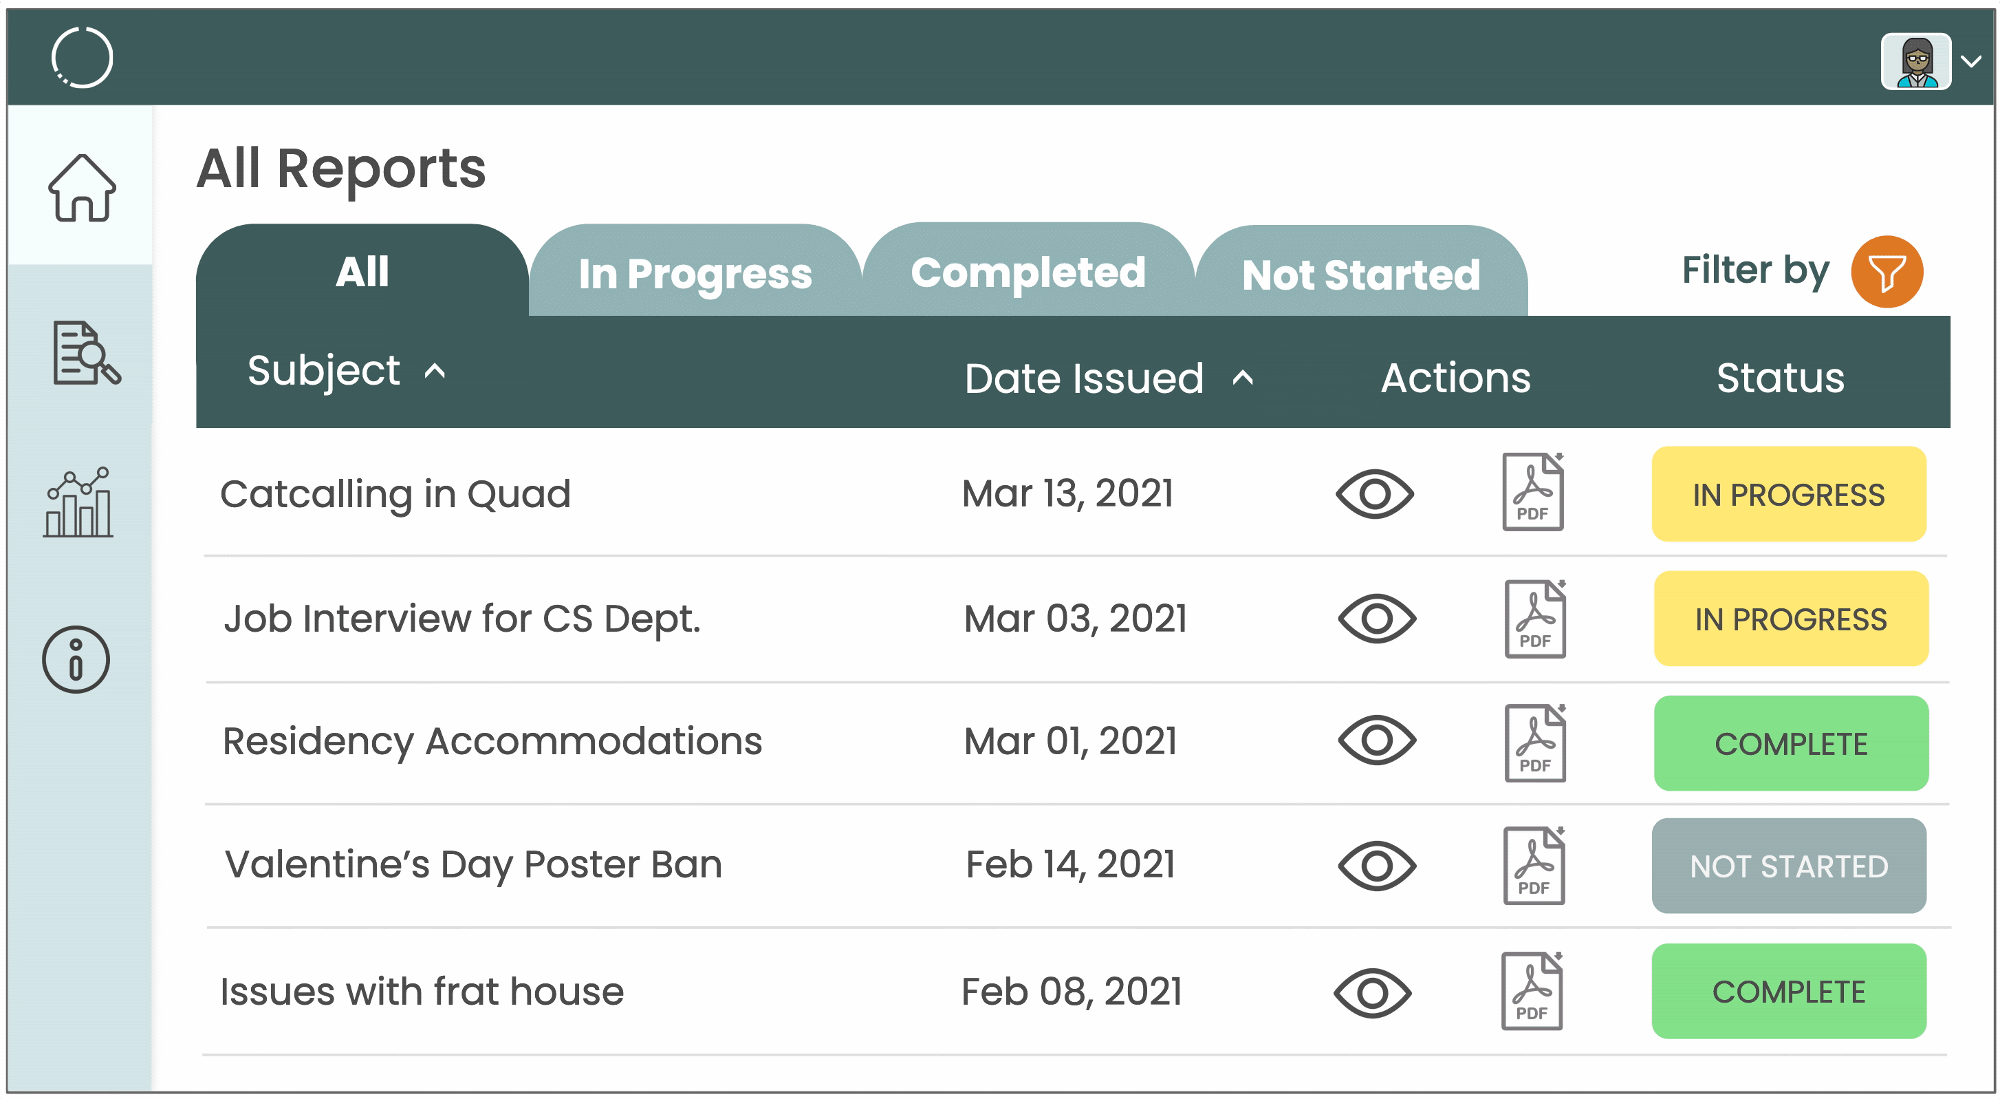 All Reports
All
In Progress
Completed
Not Started
Filter by
Subject
Date Issued
Actions
Status
Catcalling in Quad
Mar 13, 2021
PDF
IN PROGRESS
Job Interview for CS Dept.
Mar 03, 2021
PDF
IN PROGRESS
Residency Accommodations
Mar 01, 2021
PDF
COMPLETE
Valentine’s Day Poster Ban
Feb 14, 2021
PDF
NOT STARTED
Issues with frat house
Feb 08, 2021
PDF
COMPLETE